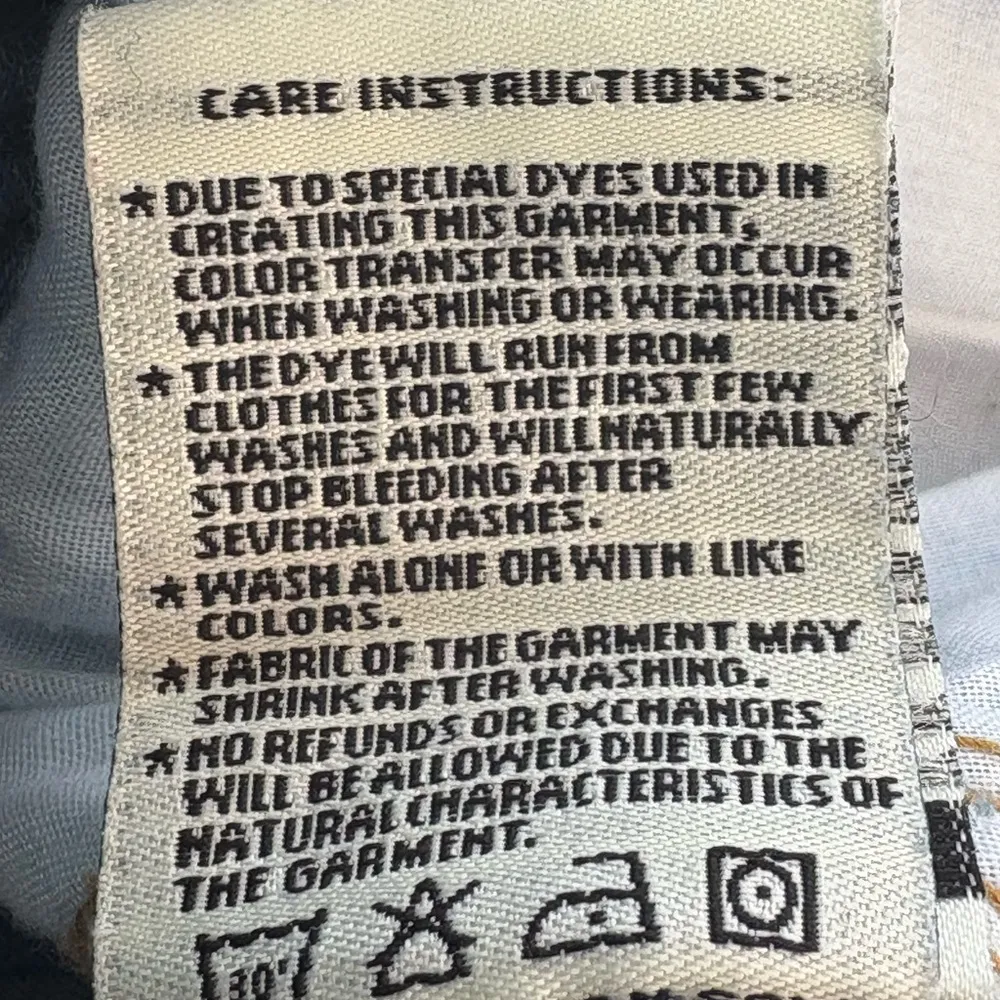 CARE INSTRUCTIONS:
* DUE TO SPECIAL DYES USED IN
CREATING THIS GARMENT,
COLOR TRANSFER MAY OCCUR
WHEN WASHING OR WEARING.
* THE DYE WILL RUN FROM
CLOTHES FOR THE FIRST FEW
WASHES AND WILL NATURALLY
STOP BLEEDING AFTER
SEVERAL WASHES.
* WASH ALONE OR WITH LIKE
COLORS.
* FABRIC OF THE GARMENT MAY
SHRINK AFTER WASHING.
* NO REFUNDS OR EXCHANGES
WILL BE ALLOWED DUE TO THE
NATURAL CHARACTERISTICS OF
THE GARMENT.
30°